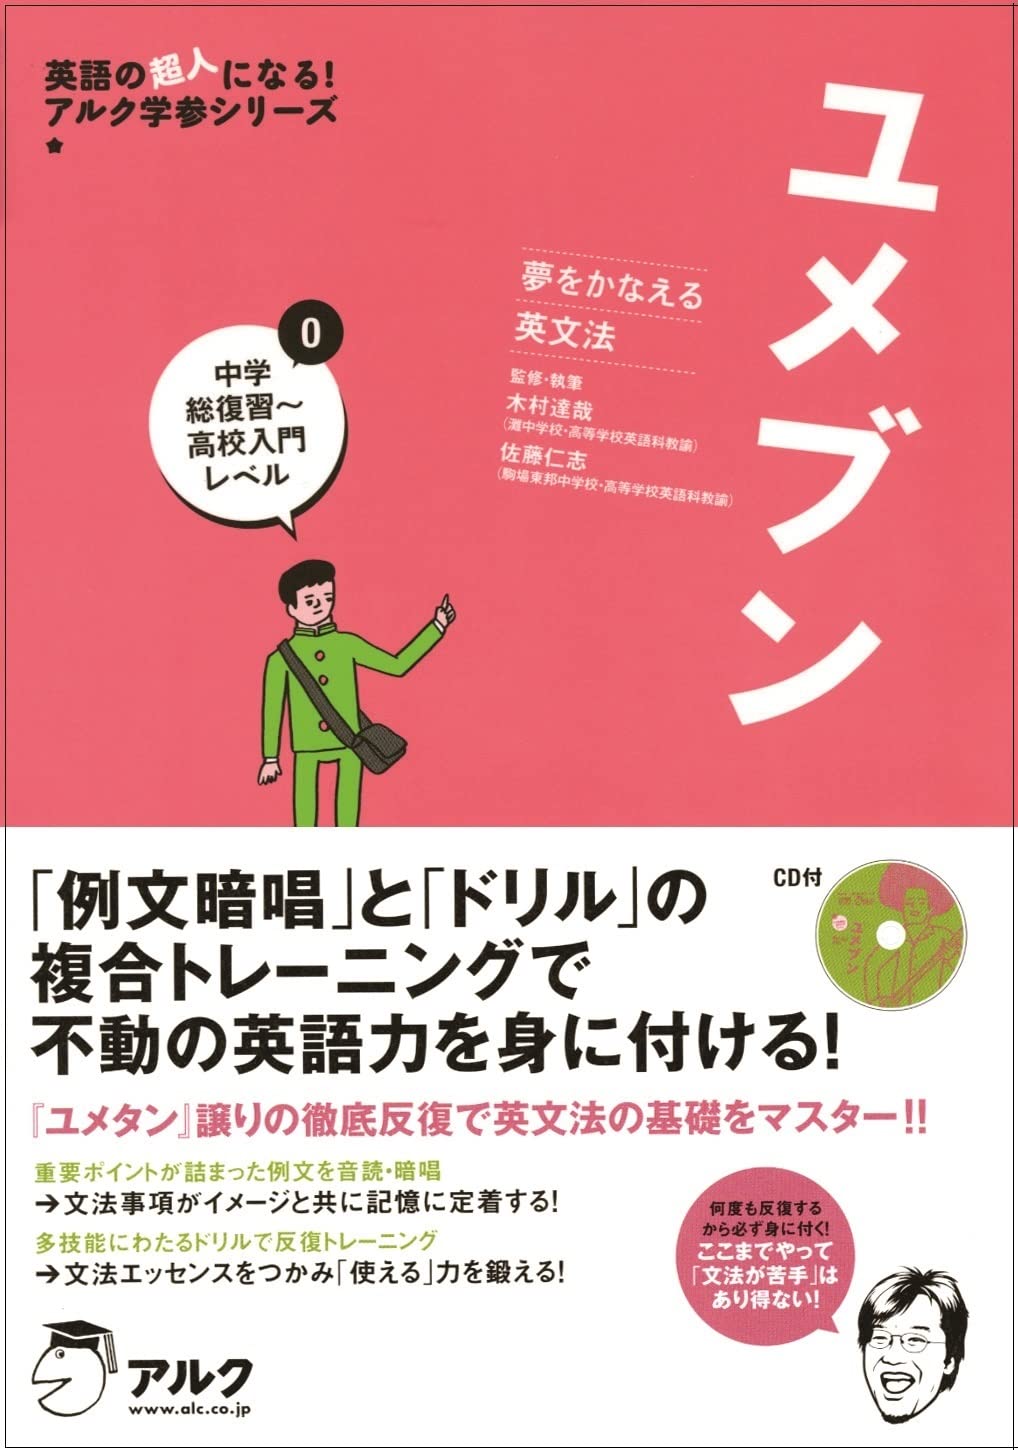 英語の超人になる!
アルク学参シリーズ
ユメブン
夢をかなえる
英文法
監修・執筆
木村達哉
(灘中学校・高等学校英語科教諭)
佐藤仁志
(駒場東邦中学校・高等学校英語科教諭)
0
中学
総復習〜
高校入門
レベル
「例文暗唱」と「ドリル」の
複合トレーニングで
不動の英語力を身に付ける!
CD付
ユメブン
『ユメタン』譲りの徹底反復で英文法の基礎をマスター!!
重要ポイントが詰まった例文を音読・暗唱
→文法事項がイメージと共に記憶に定着する!
多技能にわたるドリルで反復トレーニング
→文法エッセンスをつかみ「使える」力を鍛える!
何度も反復する
から必ず身に付く!
ここまでやって
「文法が苦手」は
あり得ない!
アルク
www.alc.co.jp